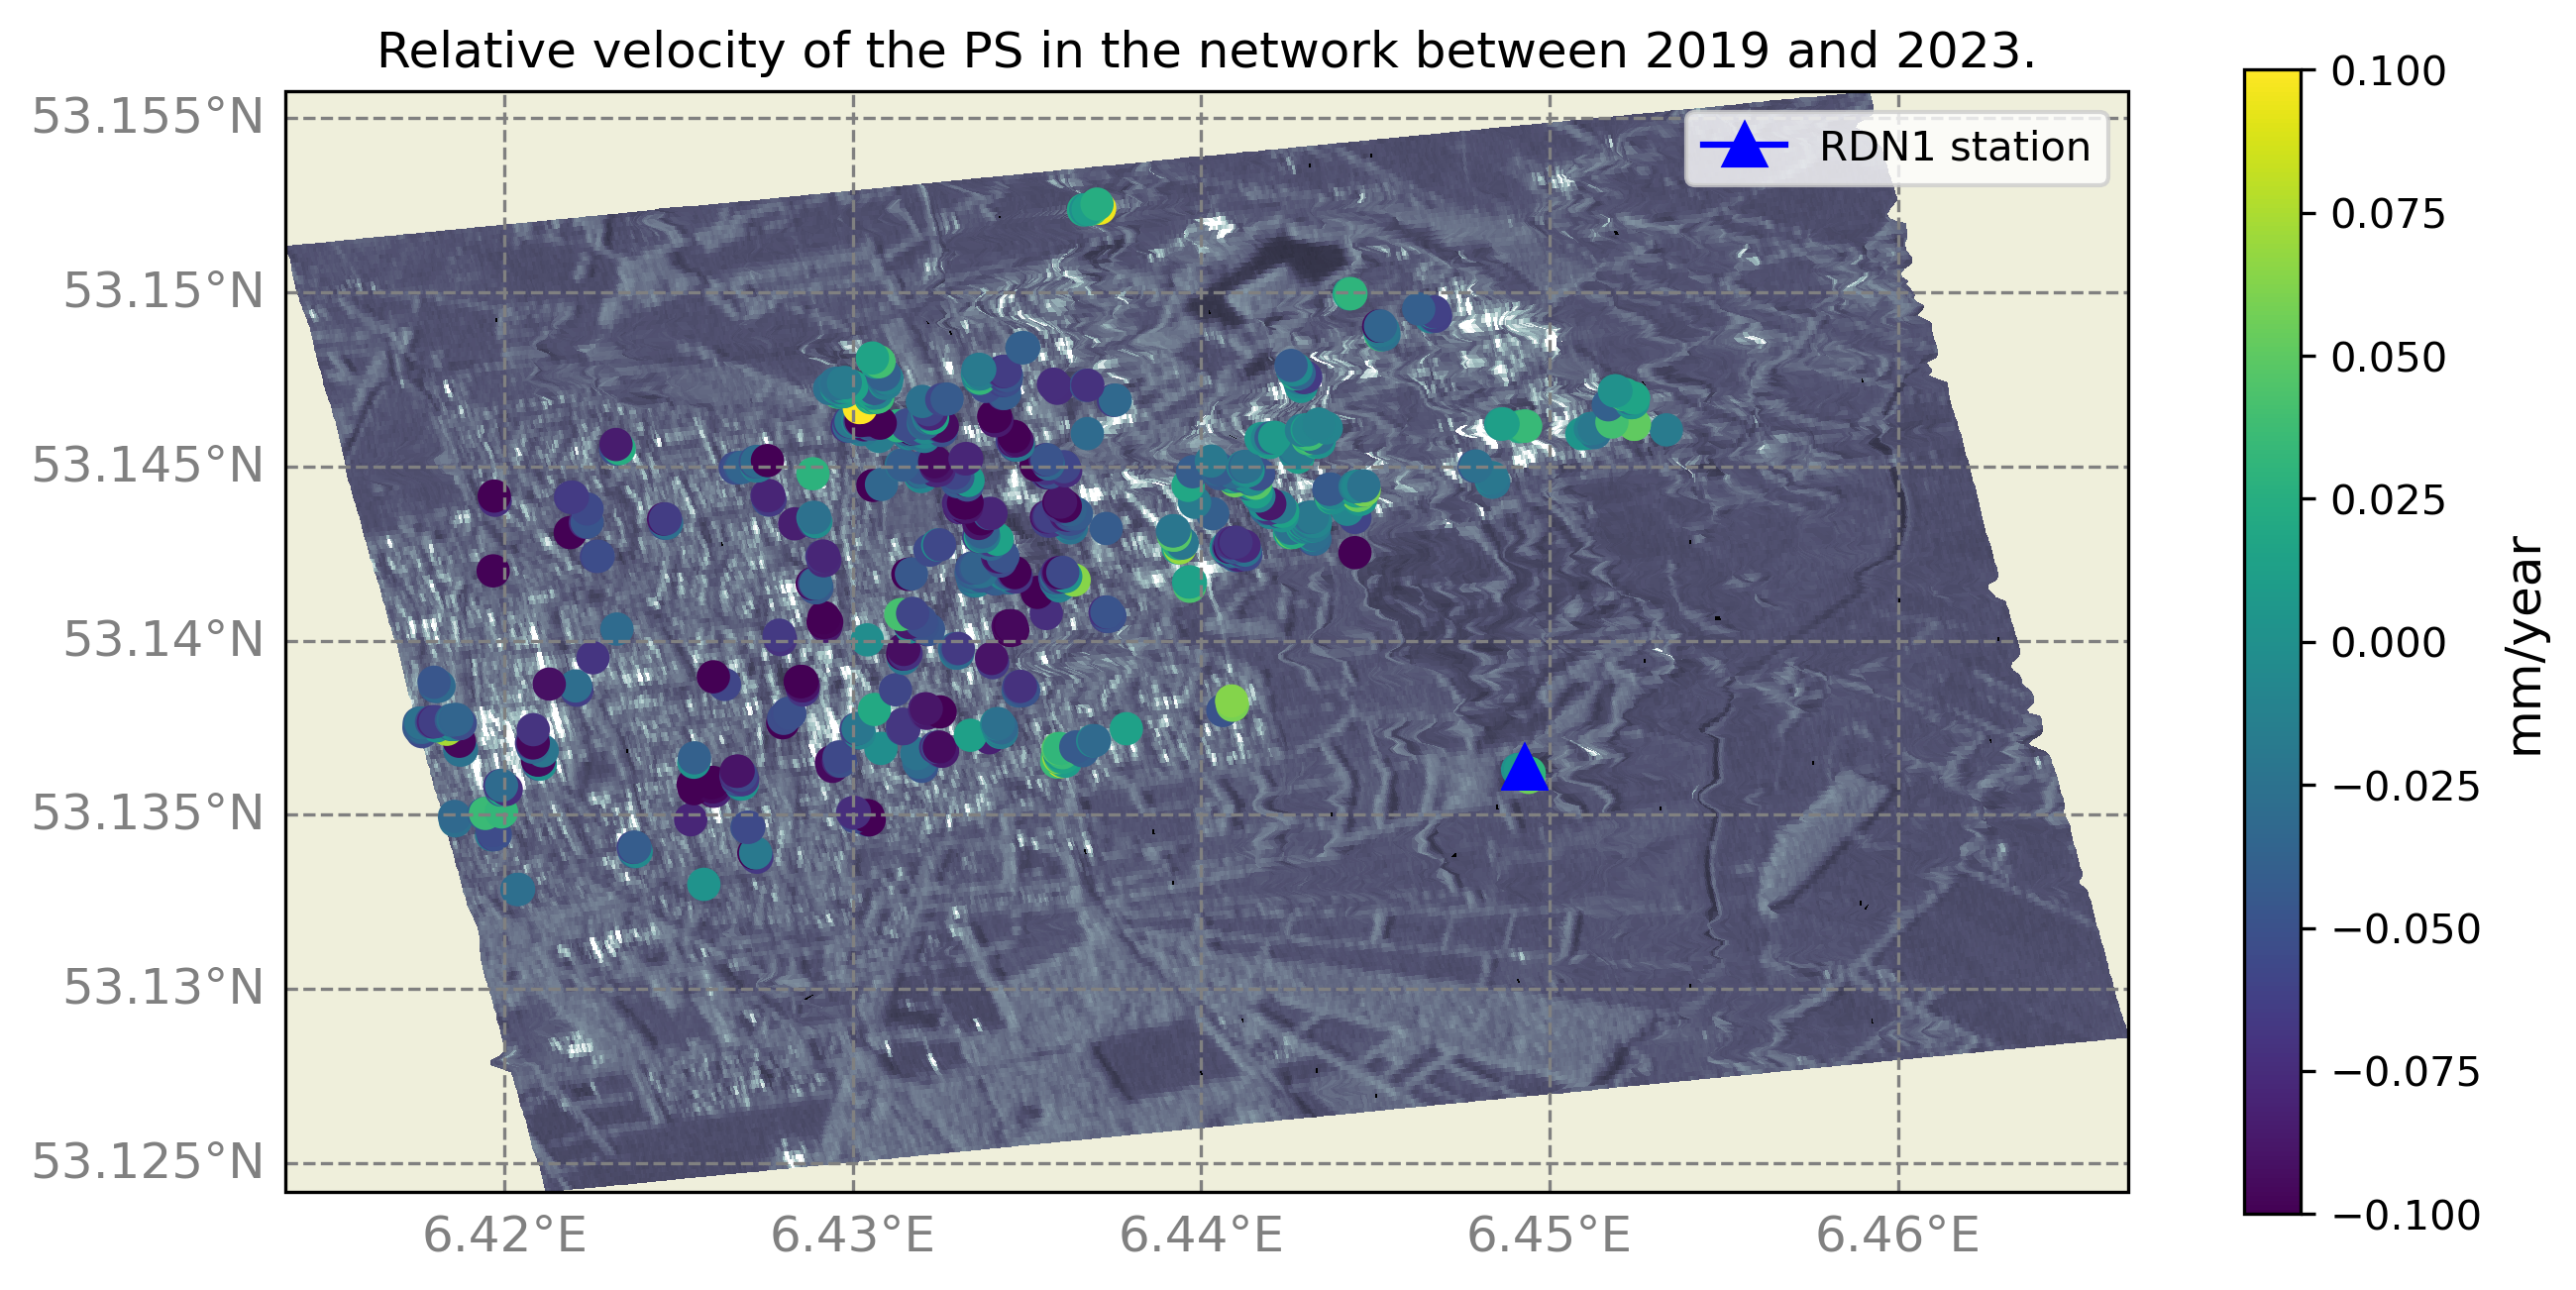 Relative velocity of the PS in the network between 2019 and 2023.
RDN1 station
53.155°N
53.15°N
53.145°N
53.14°N
53.135°N
53.13°N
53.125°N
6.42°E
6.43°E
6.44°E
6.45°E
6.46°E
0.100
0.075
0.050
0.025
0.000
−0.025
−0.050
−0.075
−0.100
mm/year